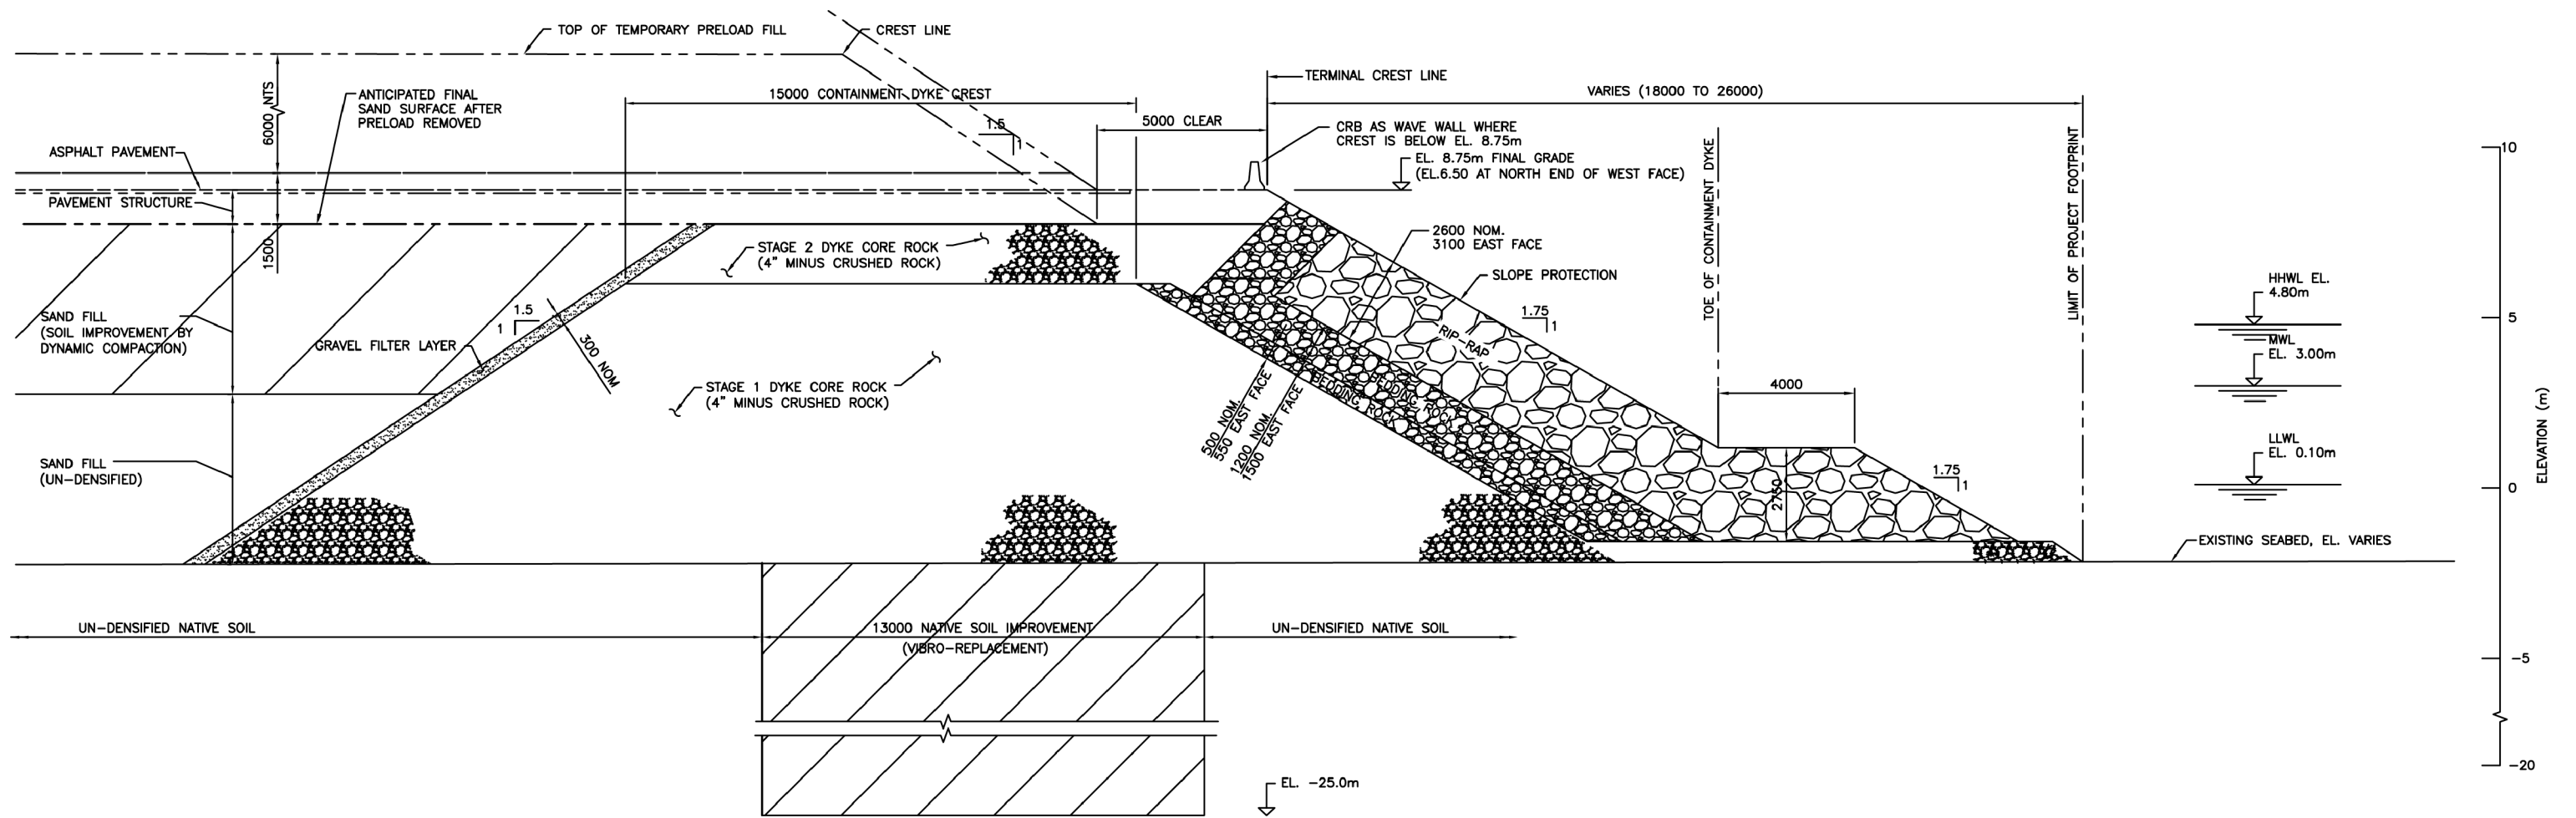 TOP OF TEMPORARY PRELOAD FILL
CREST LINE
TERMINAL CREST LINE
6000 NTS
ANTICIPATED FINAL
SAND SURFACE AFTER
PRELOAD REMOVED
15000 CONTAINMENT DYKE CREST
VARIES (18000 TO 26000)
5000 CLEAR
1.5
1
CRB AS WAVE WALL WHERE
CREST IS BELOW EL. 8.75m
EL. 8.75m FINAL GRADE
(EL.6.50 AT NORTH END OF WEST FACE)
ASPHALT PAVEMENT
PAVEMENT STRUCTURE
1500
STAGE 2 DYKE CORE ROCK
(4" MINUS CRUSHED ROCK)
2600 NOM.
3100 EAST FACE
SLOPE PROTECTION
TOE OF CONTAINMENT DYKE
LIMIT OF PROJECT FOOTPRINT
10
HHWL EL.
4.80m
SAND FILL
(SOIL IMPROVEMENT BY
DYNAMIC COMPACTION)
1.5
1
300 NOM
GRAVEL FILTER LAYER
1.75
1
RIP-RAP
5
MWL
EL. 3.00m
STAGE 1 DYKE CORE ROCK
(4" MINUS CRUSHED ROCK)
BEDDING ROCK
BEDDING ROCK
500 NOM.
550 EAST FACE
1200 NOM.
1500 EAST FACE
4000
ELEVATION (m)
LLWL
EL. 0.10m
SAND FILL
(UN-DENSIFIED)
2750
1.75
1
0
EXISTING SEABED, EL. VARIES
UN-DENSIFIED NATIVE SOIL
13000 NATIVE SOIL IMPROVEMENT
(VIBRO-REPLACEMENT)
UN-DENSIFIED NATIVE SOIL
-5
EL. -25.0m
-20